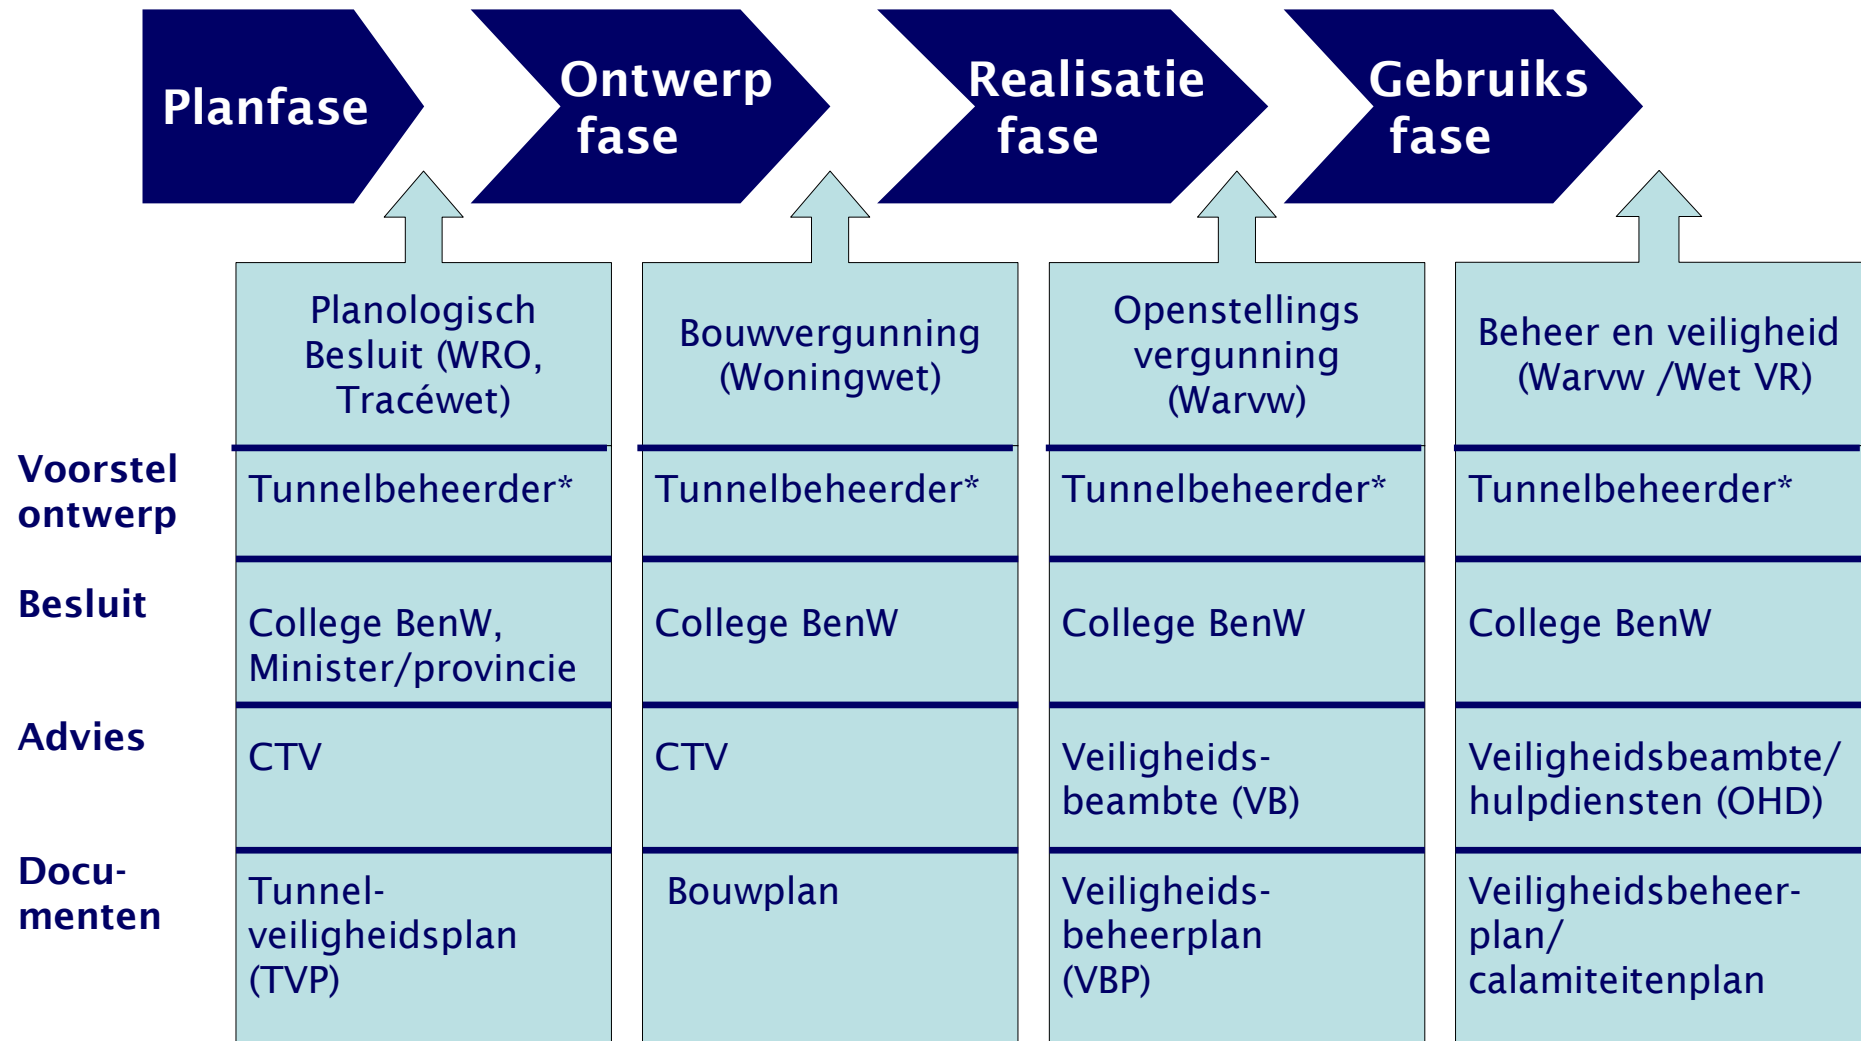 Planfase
Ontwerp
fase
Realisatie
fase
Gebruiks
fase
Planologisch
Besluit (WRO,
Tracéwet)
Bouwvergunning
(Woningwet)
Openstellings
vergunning
(Warvw)
Beheer en veiligheid
(Warvw /Wet VR)
Voorstel
ontwerp
Tunnelbeheerder*
Tunnelbeheerder*
Tunnelbeheerder*
Tunnelbeheerder*
Besluit
College BenW,
Minister/provincie
College BenW
College BenW
College BenW
Advies
CTV
CTV
Veiligheids-
beambte (VB)
Veiligheidsbeambte/
hulpdiensten (OHD)
Docu-
menten
Tunnel-
veiligheidsplan
(TVP)
Bouwplan
Veiligheids-
beheerplan
(VBP)
Veiligheidsbeheer-
plan/
calamiteitenplan